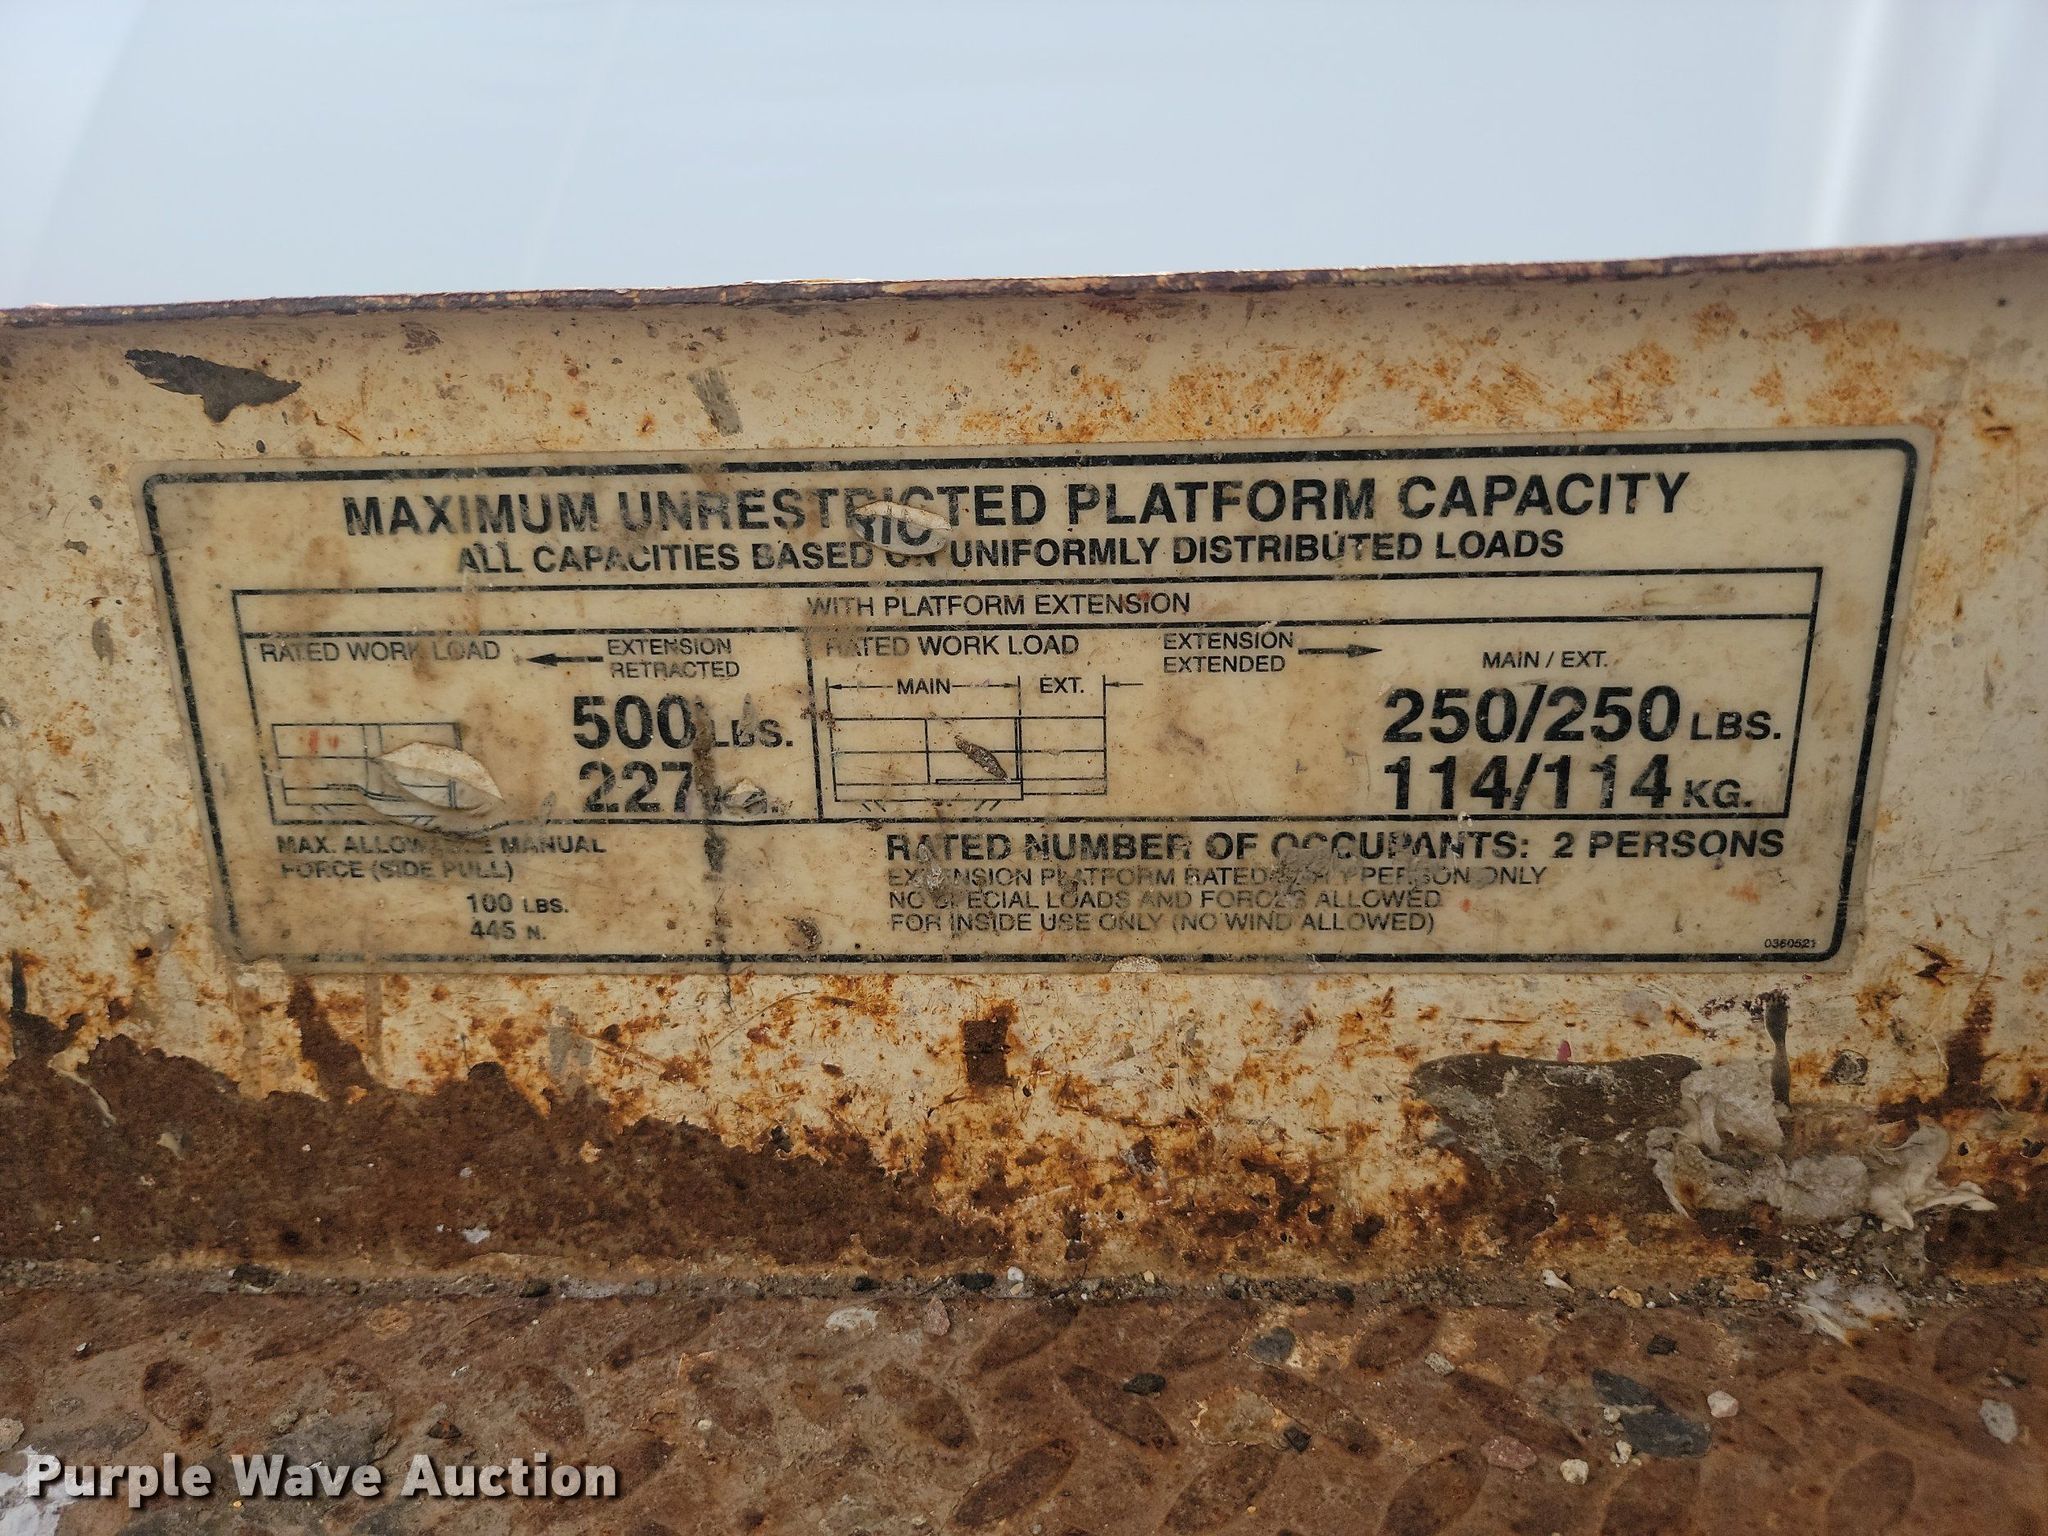 MAXIMUM UNRESTRICTED PLATFORM CAPACITY
ALL CAPACITIES BASED ON UNIFORMLY DISTRIBUTED LOADS
WITH PLATFORM EXTENSION
RATED WORK LOAD
EXTENSION
RETRACTED
500 LBS.
227 KG.
RATED WORK LOAD
EXTENSION
EXTENDED
MAIN
EXT.
MAIN / EXT.
250/250 LBS.
114/114 KG.
MAX. ALLOWABLE MANUAL
FORCE (SIDE PULL)
100 LBS.
445 N.
RATED NUMBER OF OCCUPANTS: 2 PERSONS
EXTENSION PLATFORM RATED PERSON ONLY
NO SPECIAL LOADS AND FORCES ALLOWED
FOR INSIDE USE ONLY (NO WIND ALLOWED)
0360521
Purple Wave Auction